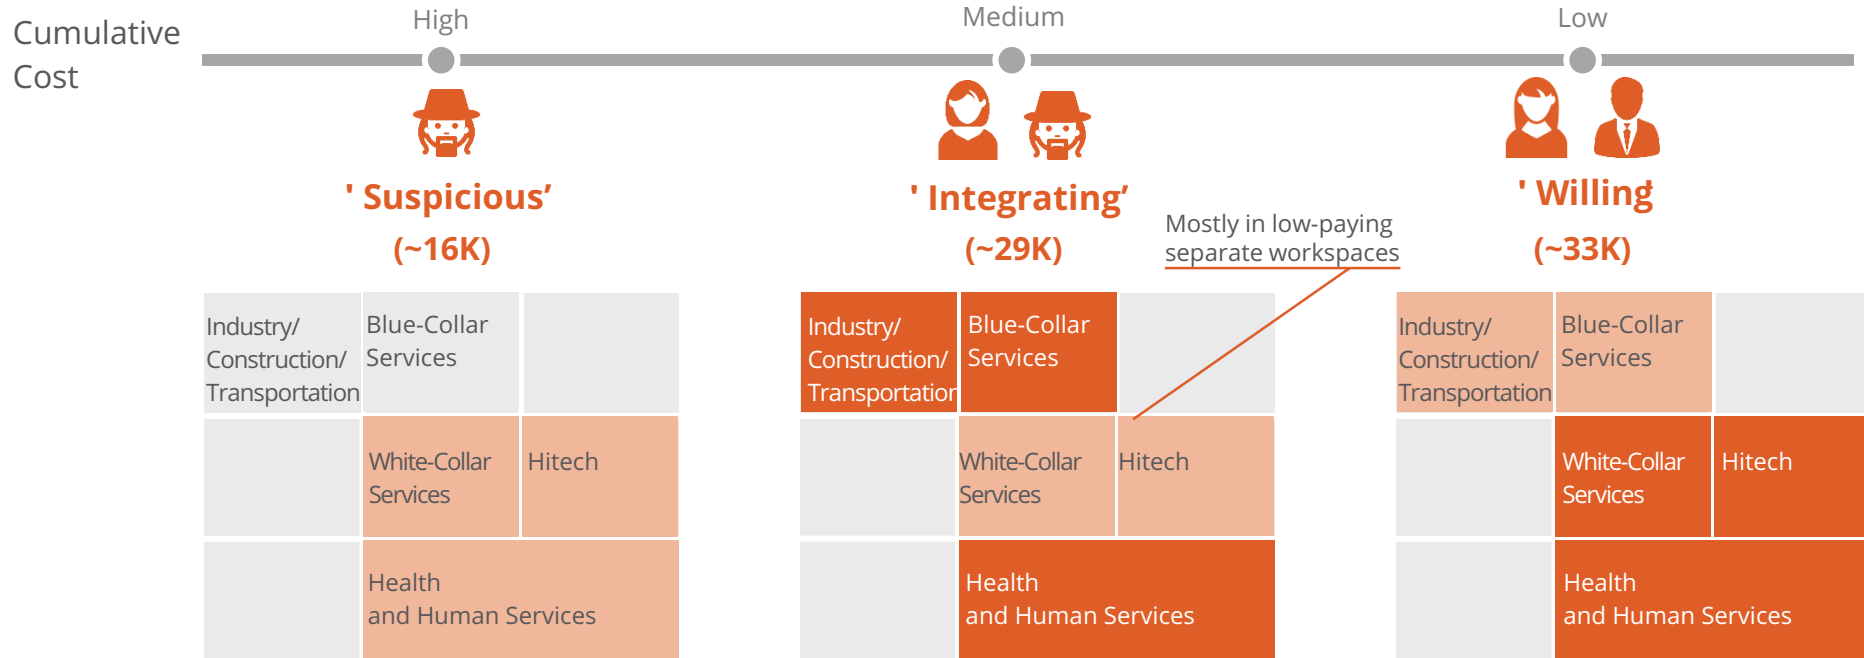 Cumulative
Cost
High
Medium
Low
' Suspicious’
(~16K)
' Integrating’
(~29K)
' Willing
(~33K)
Mostly in low-paying
separate workspaces
Industry/
Construction/
Transportation
Blue-Collar
Services
White-Collar
Services
Hitech
Health
and Human Services
Industry/
Construction/
Transportation
Blue-Collar
Services
White-Collar
Services
Hitech
Health
and Human Services
Industry/
Construction/
Transportation
Blue-Collar
Services
White-Collar
Services
Hitech
Health
and Human Services